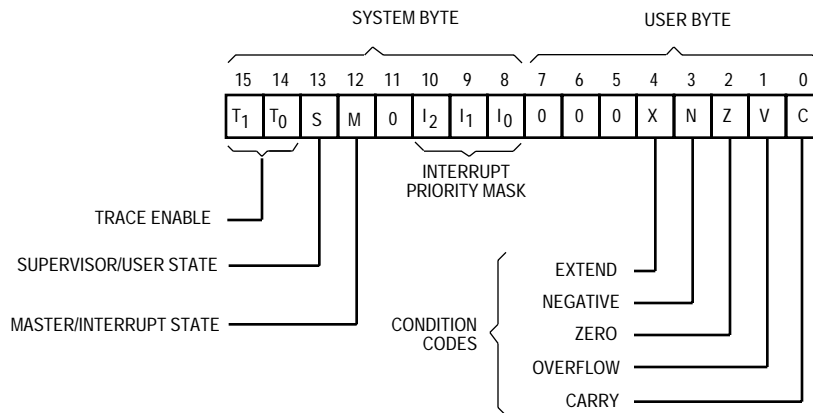 SYSTEM BYTE USER BYTE
15 14 13 12 11 10 9 8 7 6 5 4 3 2 1 0
T1 T0 S M 0 I2 I1 I0 0 0 0 X N Z V C
INTERRUPT
PRIORITY MASK
TRACE ENABLE
SUPERVISOR/USER STATE
MASTER/INTERRUPT STATE
CONDITION
CODES
EXTEND
NEGATIVE
ZERO
OVERFLOW
CARRY